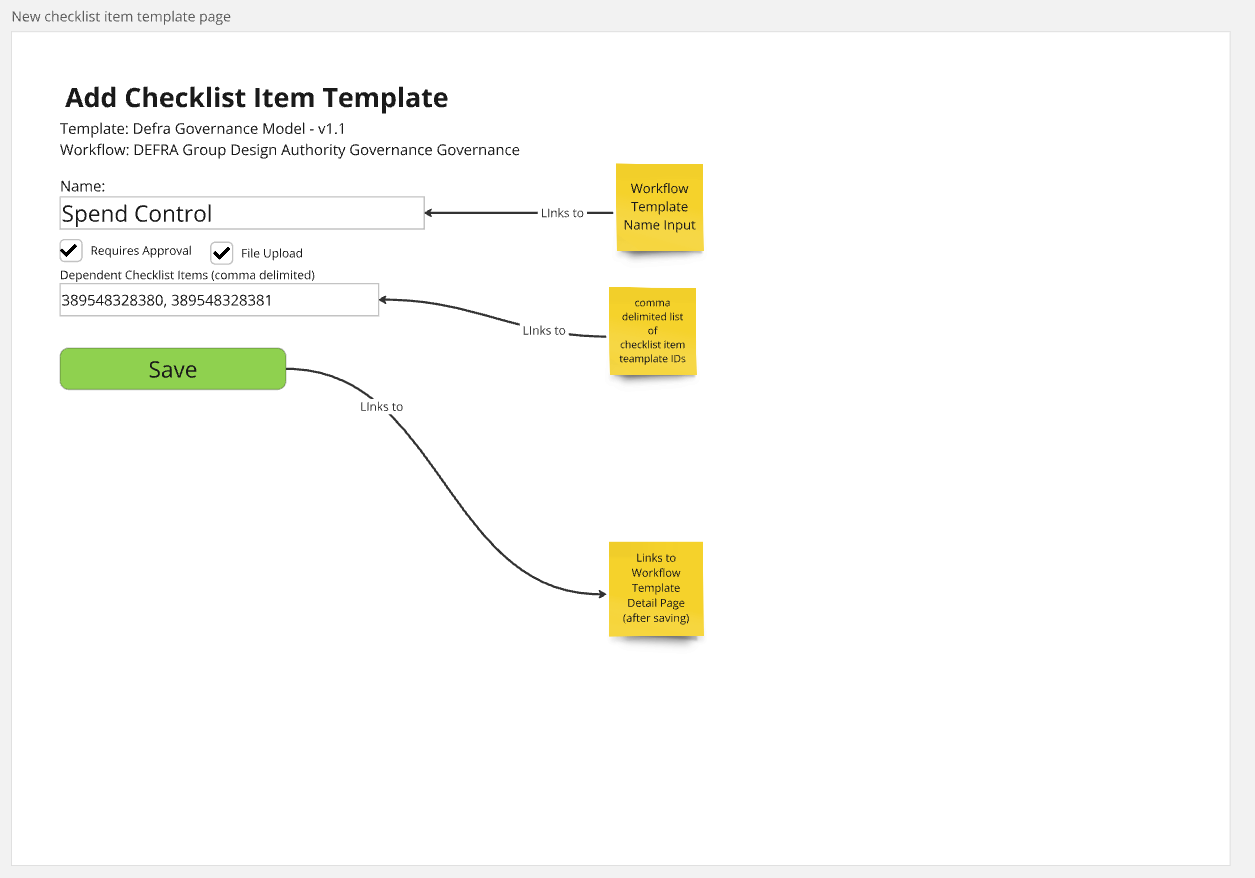 New checklist item template page
Add Checklist Item Template
Template: Defra Governance Model - v1.1
Workflow: DEFRA Group Design Authority Governance Governance
Name:
Spend Control
LInks to
Workflow
Template
Name Input
Requires Approval
File Upload
Dependent Checklist Items (comma delimited)
389548328380, 389548328381
LInks to
comma
delimited list
of
checklist item
teamplate IDs
Save
LInks to
Links to
Workflow
Template
Detail Page
(after saving)